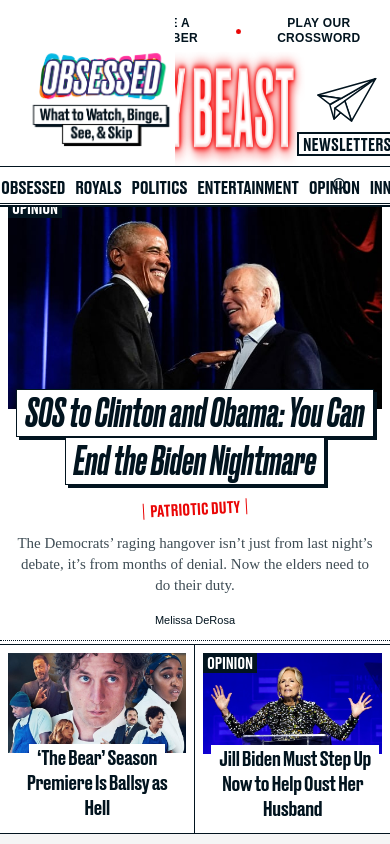 E A
BER
PLAY OUR
CROSSWORD
OBSESSED
What to Watch, Binge,
See, & Skip
Y BEAST
NEWSLETTERS
OBSESSED ROYALS POLITICS ENTERTAINMENT OPINION INN
OPINION
SOS to Clinton and Obama: You Can
End the Biden Nightmare
PATRIOTIC DUTY
The Democrats’ raging hangover isn’t just from last night’s
debate, it’s from months of denial. Now the elders need to
do their duty.
Melissa DeRosa
‘The Bear’ Season
Premiere Is Ballsy as
Hell
OPINION
Jill Biden Must Step Up
Now to Help Oust Her
Husband